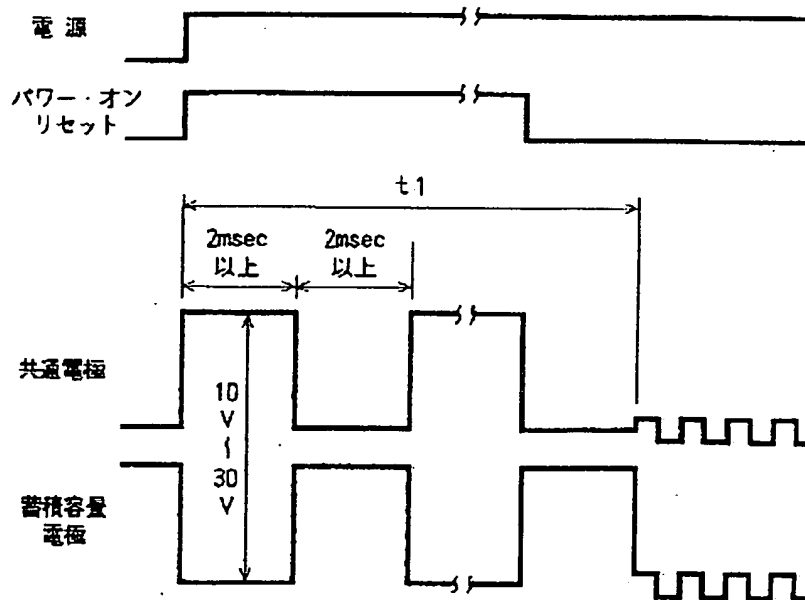 電源
パワー・オン
リセット
t1
2msec
以上
2msec
以上
共通電極
10
V
〜
30
V
蓄積容量
電極